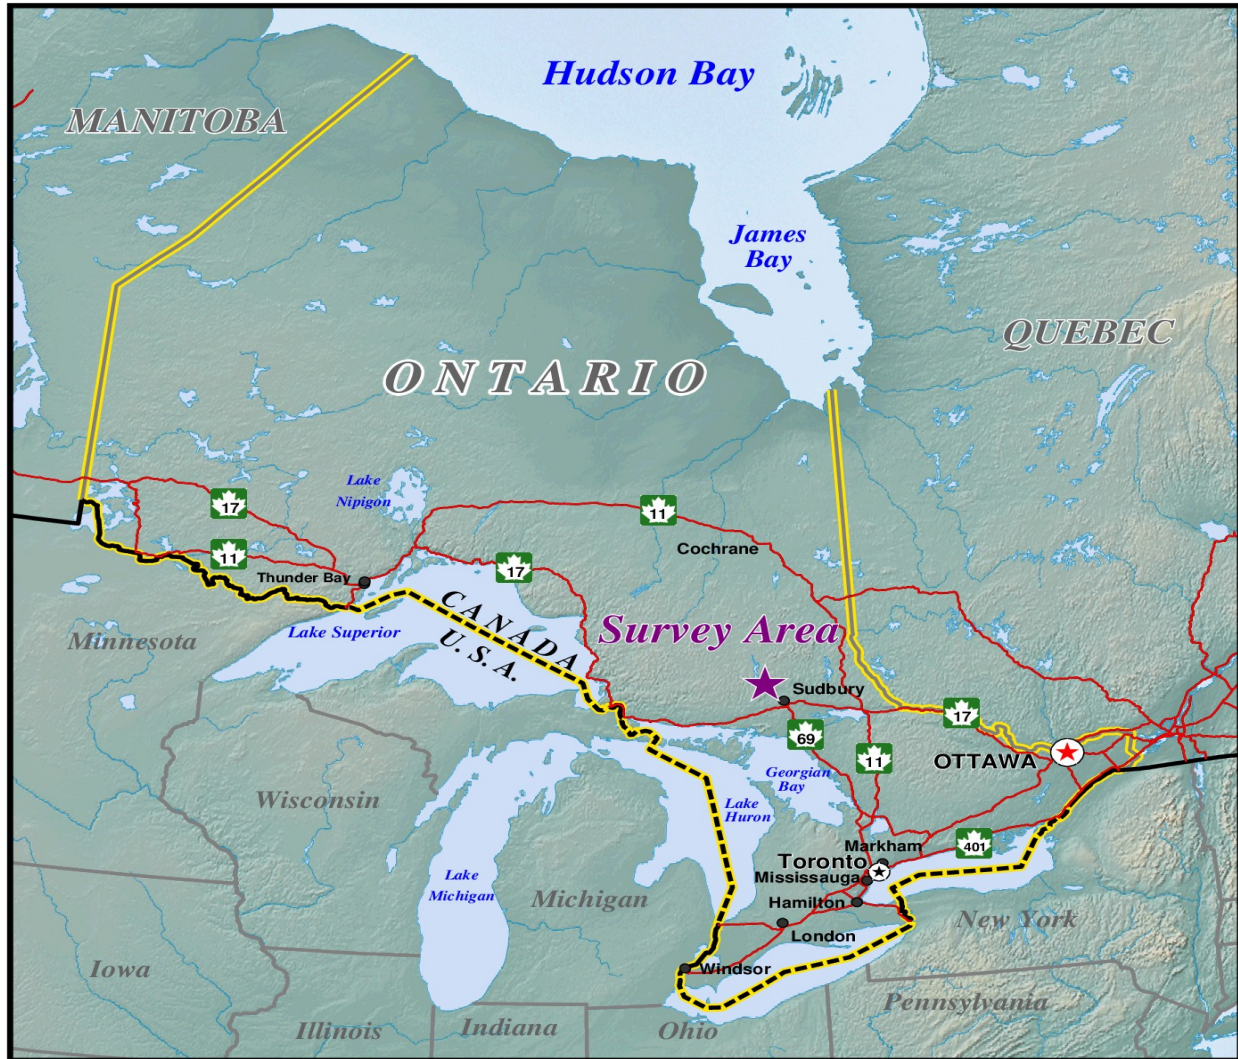 Hudson Bay
MANITOBA
James
Bay
QUEBEC
ONTARIO
Lake
Nipigon
17
11
11
Cochrane
17
Thunder Bay
CANADA
U.S.A.
Lake Superior
Minnesota
Survey Area
Sudbury
17
69
11
OTTAWA
Georgian
Bay
Wisconsin
Lake
Huron
401
Markham
Toronto
Mississauga
Lake
Michigan
Michigan
Hamilton
New York
London
Iowa
Windsor
Pennsylvania
Illinois
Indiana
Ohio